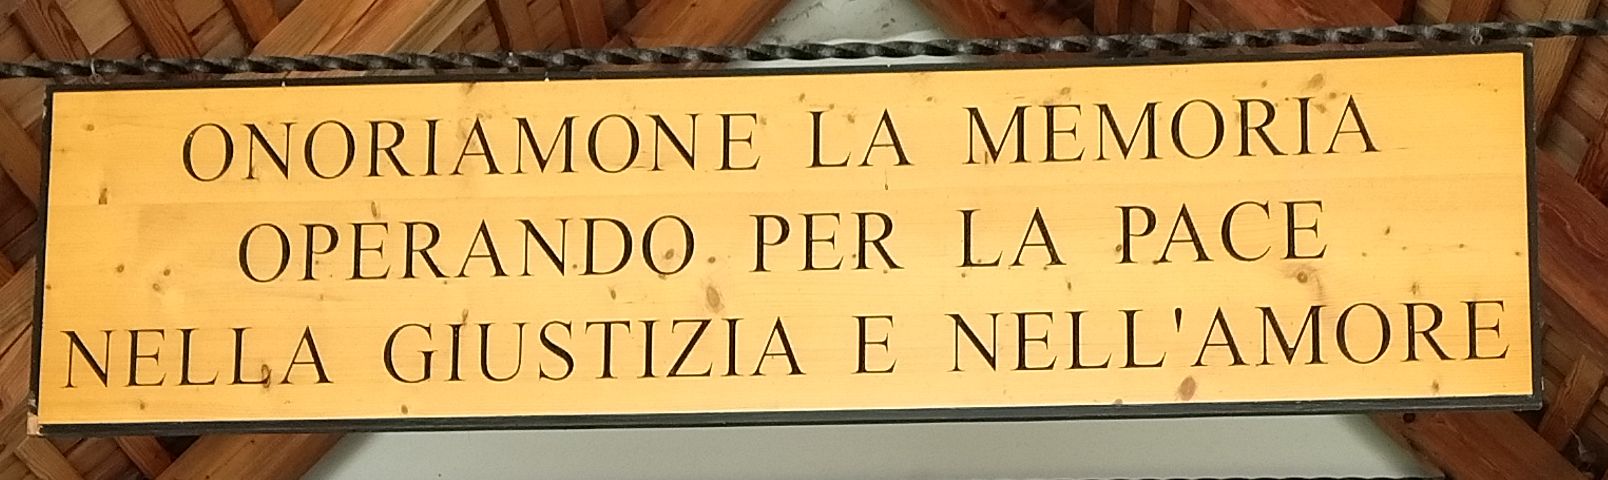 ONORIAMONE LA MEMORIA
OPERANDO PER LA PACE
NELLA GIUSTIZIA E NELL'AMORE